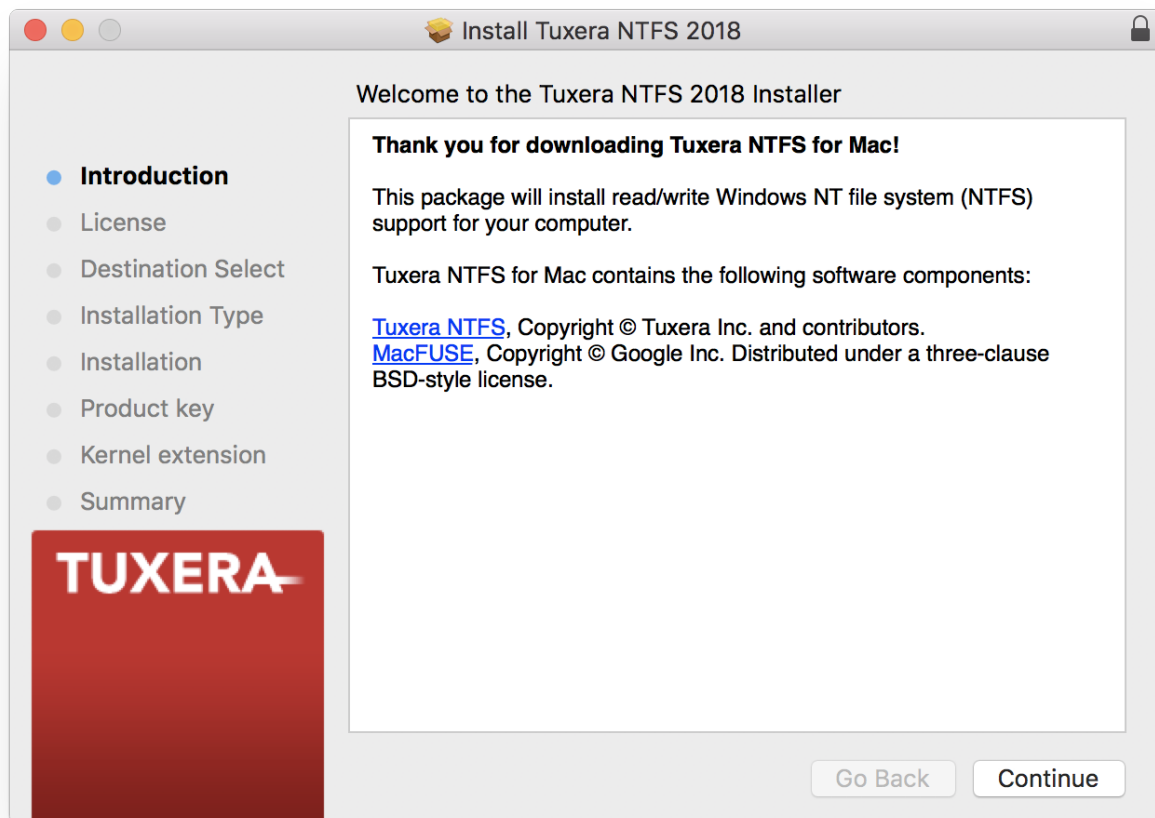 Install Tuxera NTFS 2018
Welcome to the Tuxera NTFS 2018 Installer
Introduction
License
Destination Select
Installation Type
Installation
Product key
Kernel extension
Summary
TUXERA
Thank you for downloading Tuxera NTFS for Mac!
This package will install read/write Windows NT file system (NTFS)
support for your computer.
Tuxera NTFS for Mac contains the following software components:
Tuxera NTFS, Copyright © Tuxera Inc. and contributors.
MacFUSE, Copyright © Google Inc. Distributed under a three-clause
BSD-style license.
Go Back
Continue